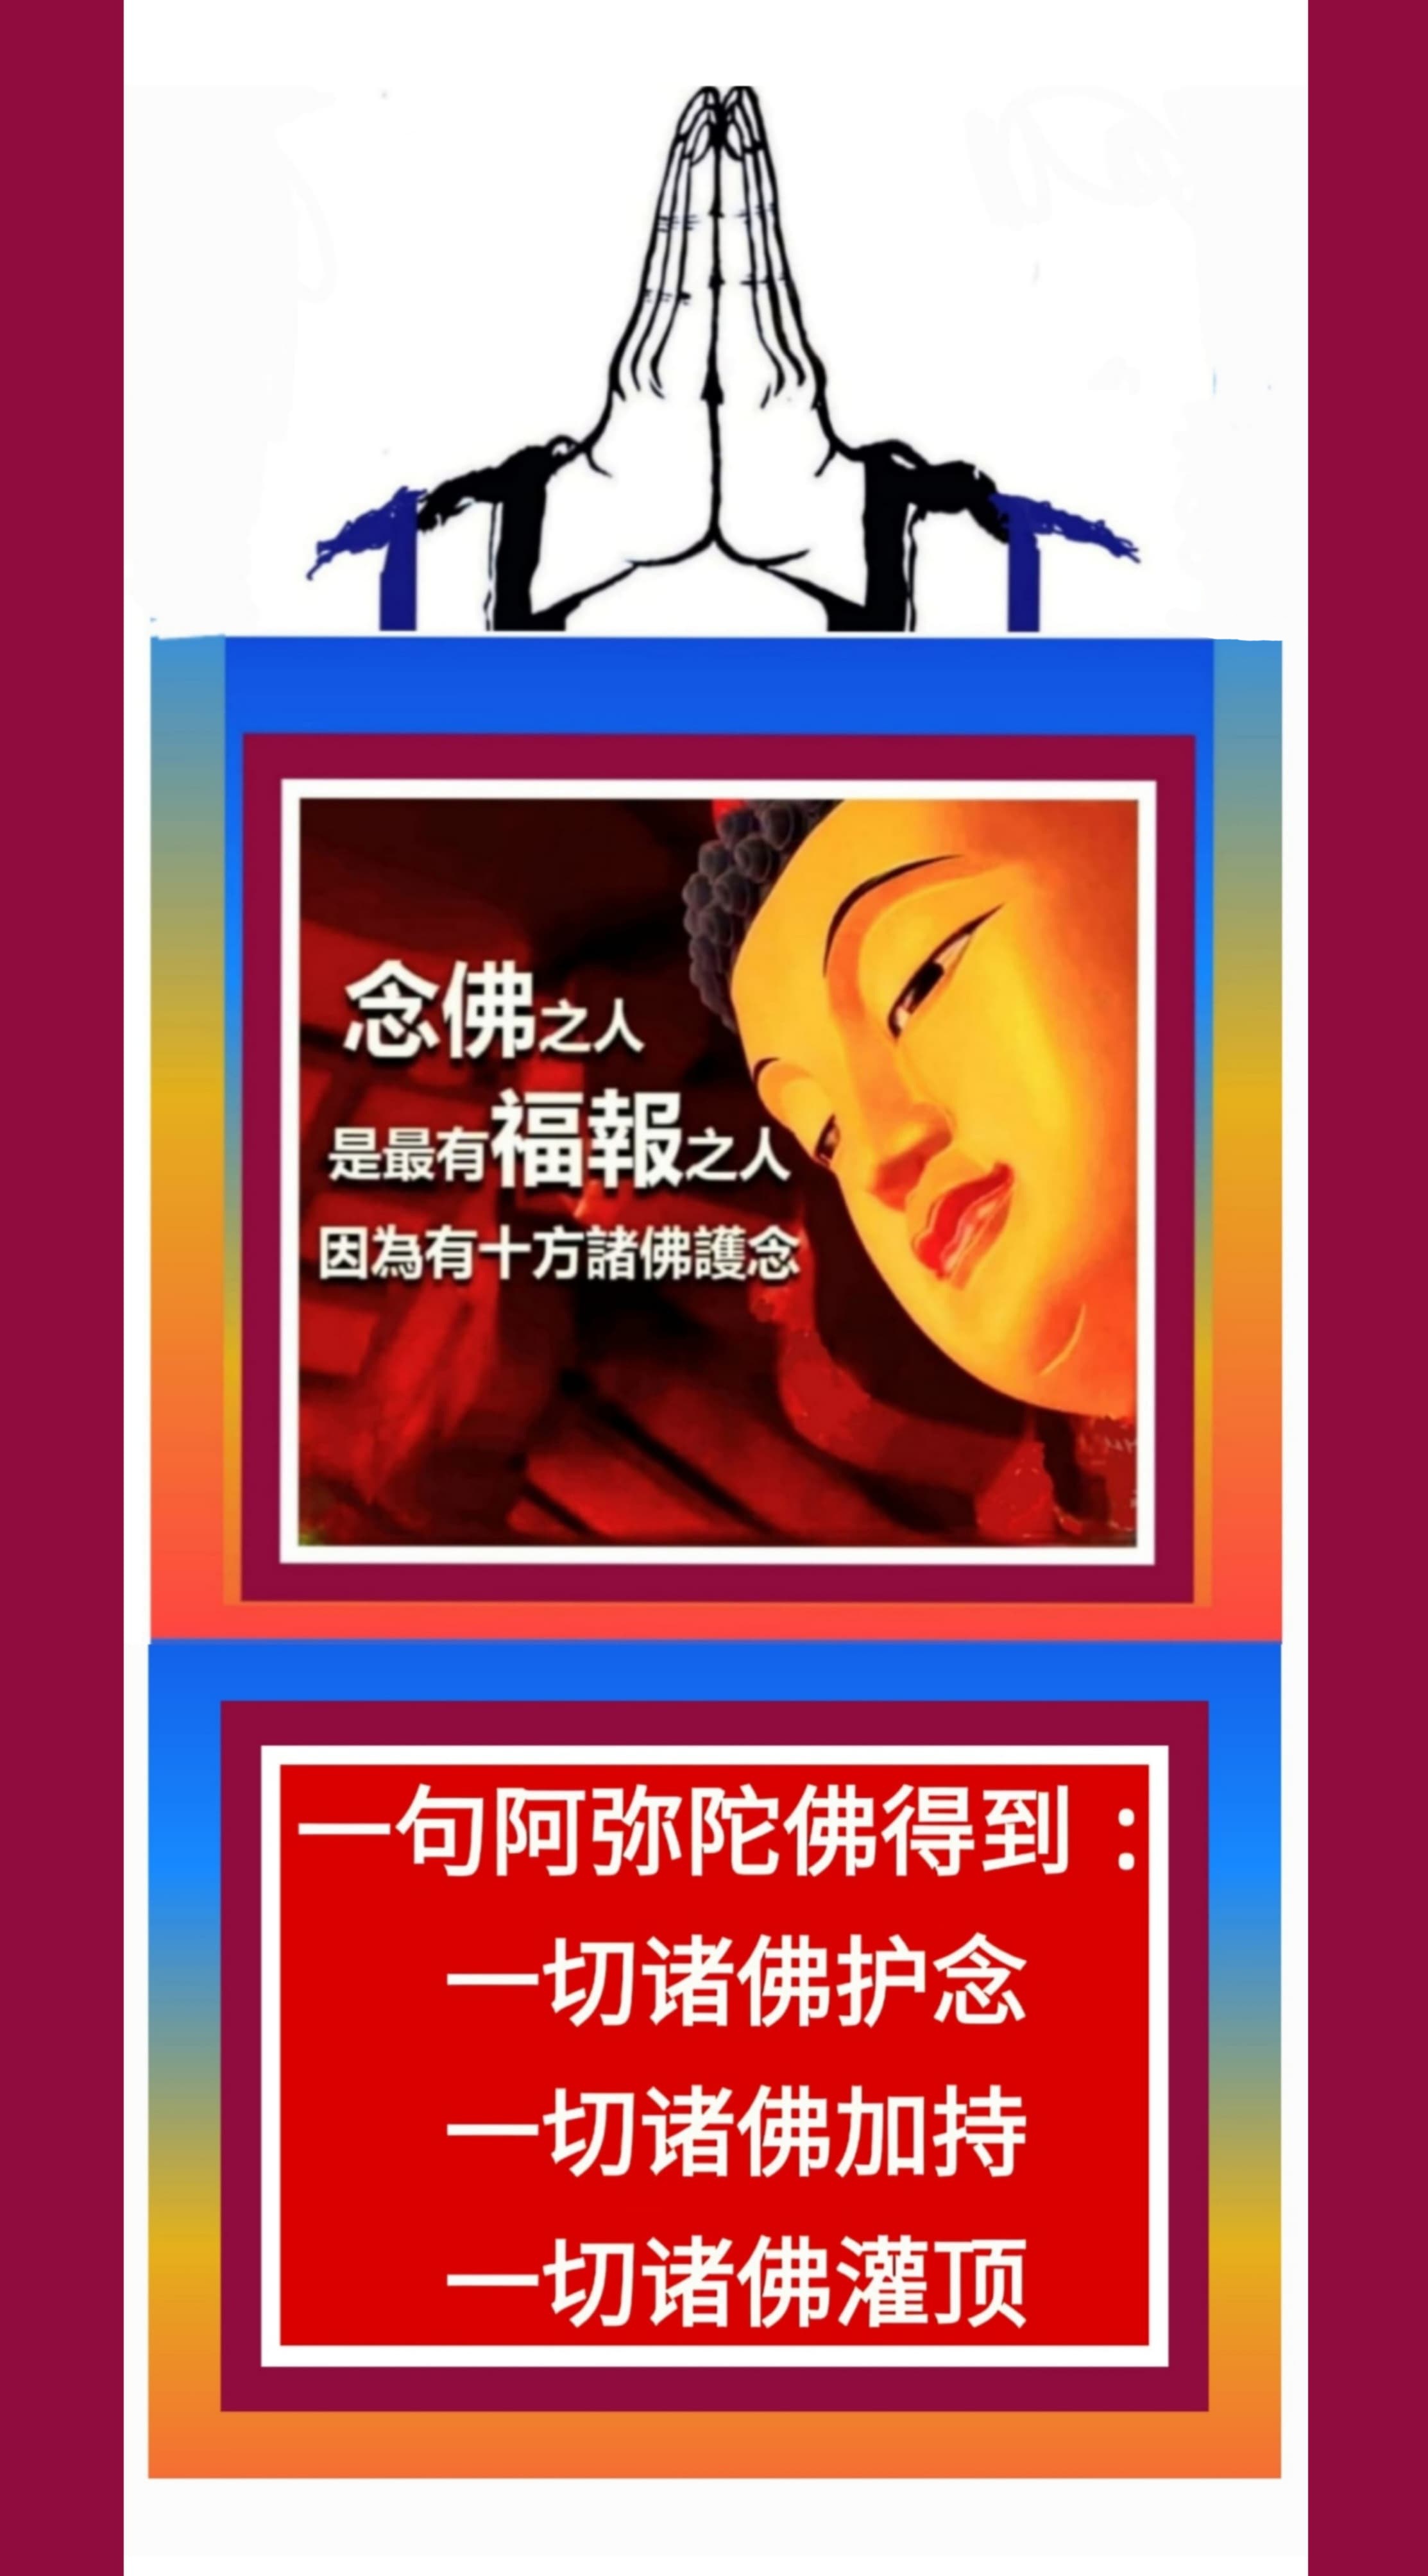 念佛之人
是最有福報之人
因為有十方諸佛護念
一句阿弥陀佛得到：
一切诸佛护念
一切诸佛加持
一切诸佛灌顶